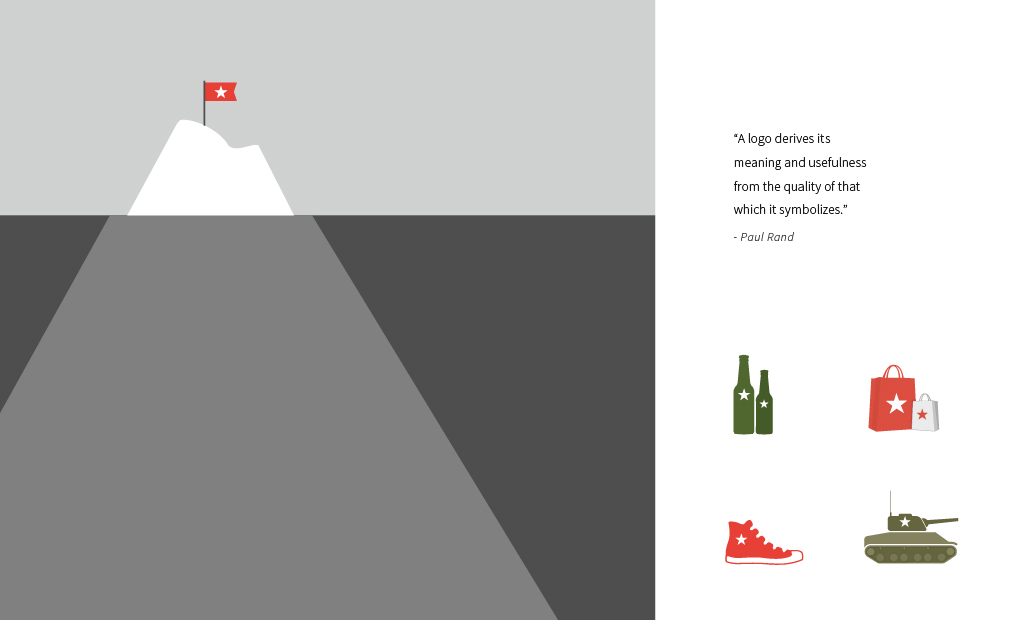 “A logo derives its
meaning and usefulness
from the quality of that
which it symbolizes.”
- Paul Rand